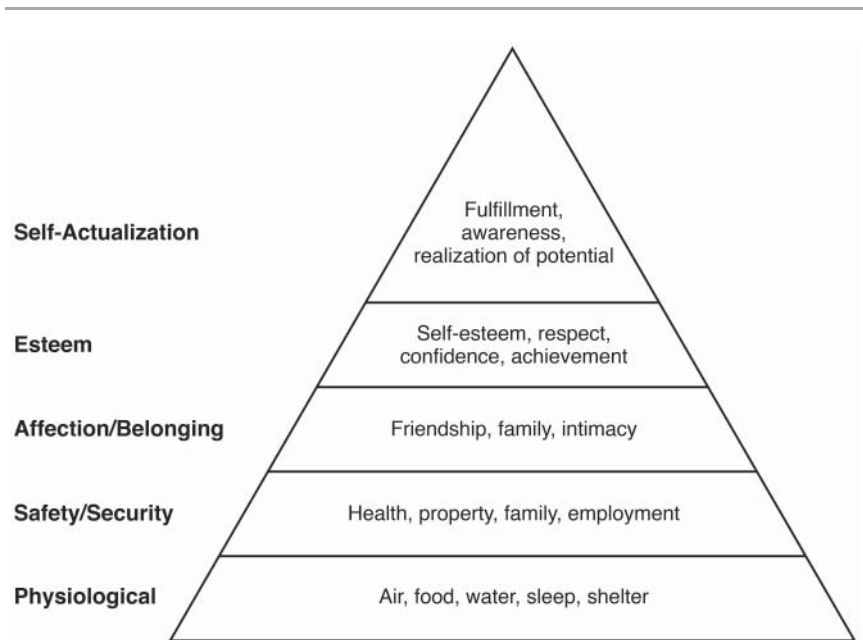 Self-Actualization
Fulfillment,
awareness,
realization of potential
Esteem
Self-esteem, respect,
confidence, achievement
Affection/Belonging
Friendship, family, intimacy
Safety/Security
Health, property, family, employment
Physiological
Air, food, water, sleep, shelter